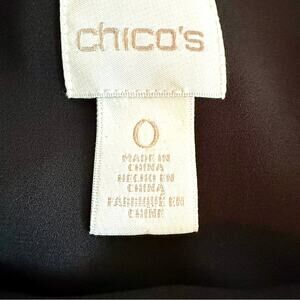 chico's
0
MADE IN
CHINA
HECHO EN
CHINA
FABRIQUÉ EN
CHINE